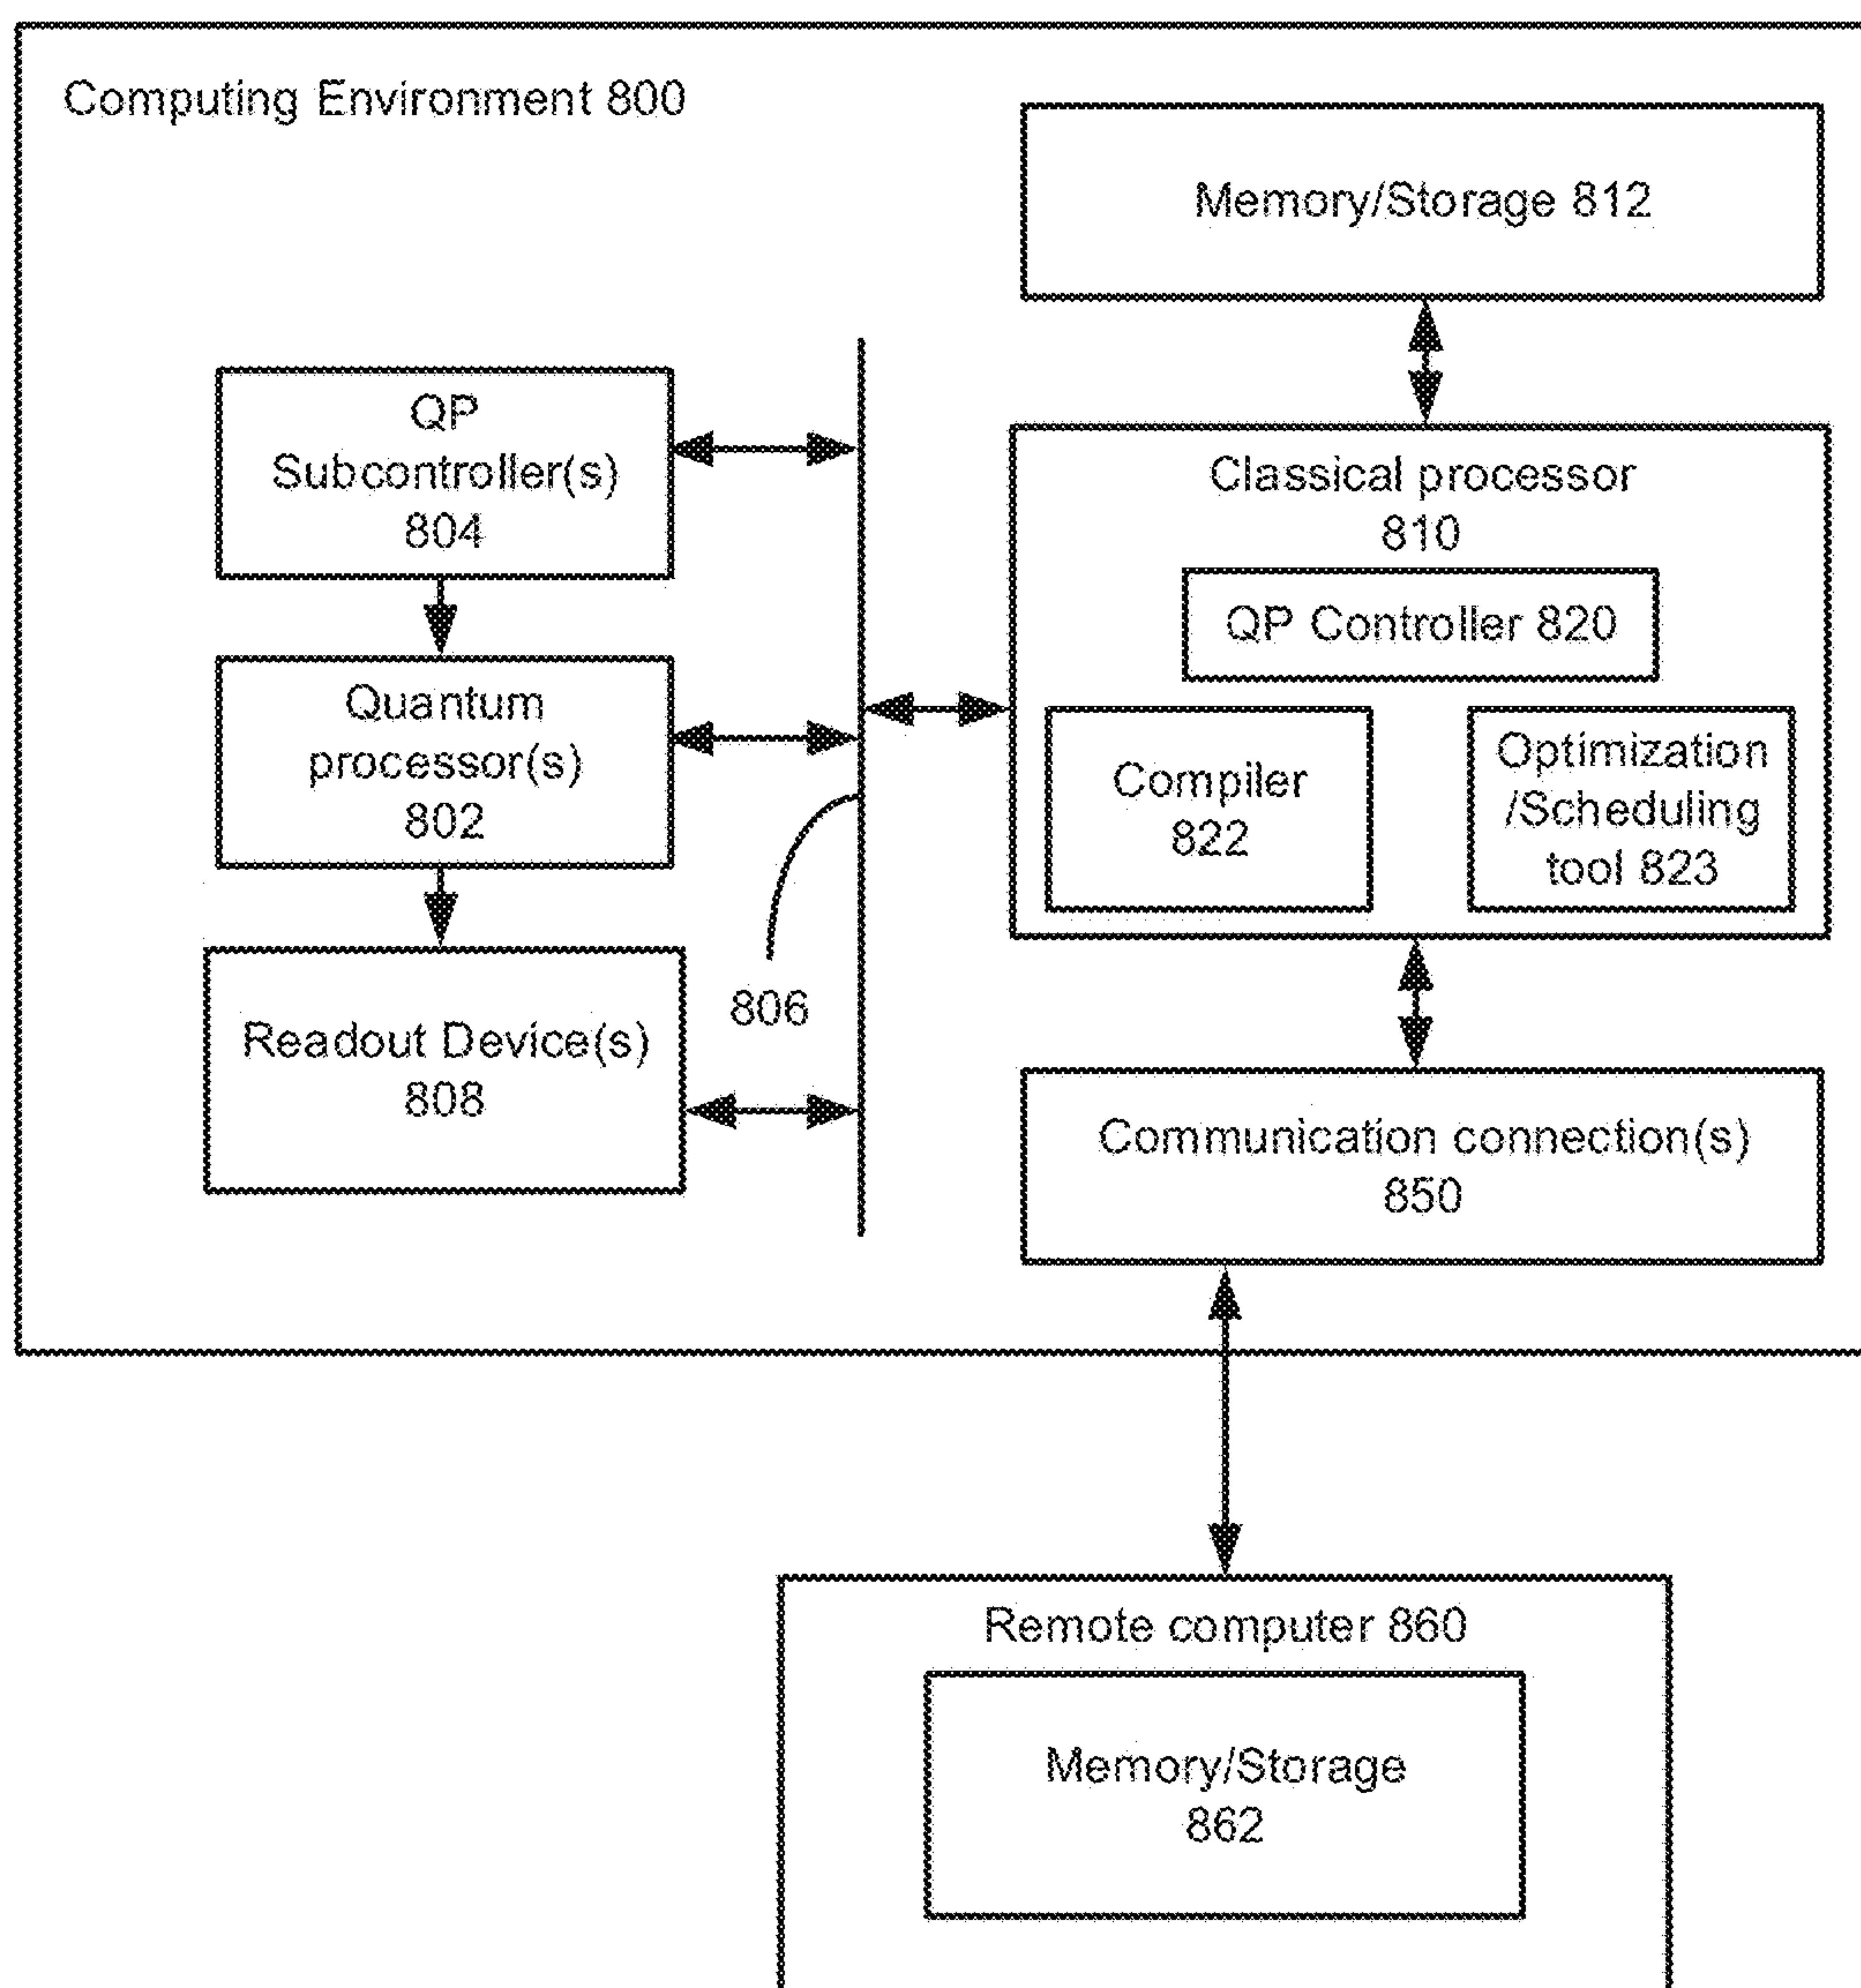 Computing Environment 800
Memory/Storage 812
QP
Subcontroller(s)
804
Classical processor
810
QP Controller 820
Quantum
processor(s)
802
Compiler
822
Optimization
/Scheduling
tool 823
806
Readout Device(s)
808
Communication connection(s)
850
Remote computer 860
Memory/Storage
862